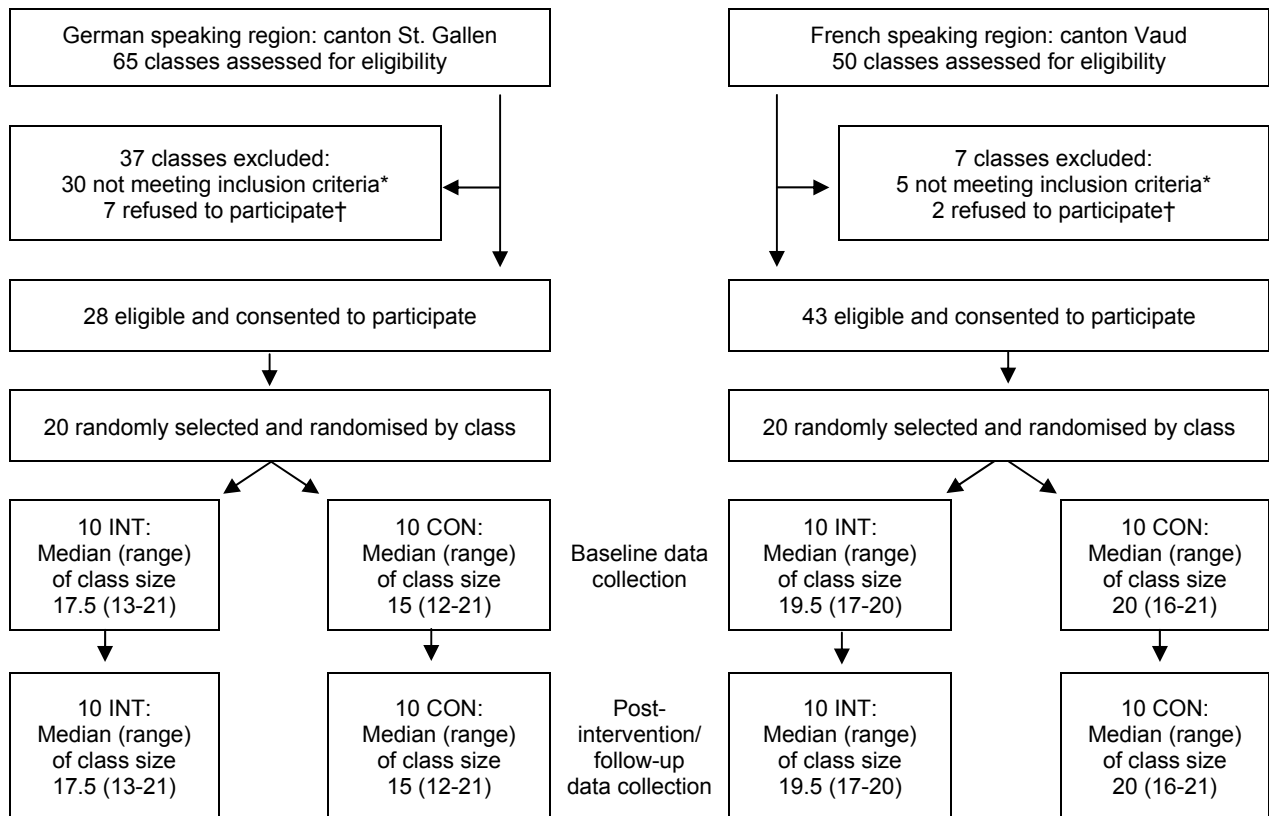 German speaking region: canton St. Gallen
65 classes assessed for eligibility
French speaking region: canton Vaud
50 classes assessed for eligibility
37 classes excluded:
30 not meeting inclusion criteria*
7 refused to participate†
7 classes excluded:
5 not meeting inclusion criteria*
2 refused to participate†
28 eligible and consented to participate
43 eligible and consented to participate
20 randomly selected and randomised by class
20 randomly selected and randomised by class
10 INT:
Median (range)
of class size
17.5 (13-21)
10 CON:
Median (range)
of class size
15 (12-21)
Baseline data
collection
10 INT:
Median (range)
of class size
19.5 (17-20)
10 CON:
Median (range)
of class size
20 (16-21)
10 INT:
Median (range)
of class size
17.5 (13-21)
10 CON:
Median (range)
of class size
15 (12-21)
Post-
intervention/
follow-up
data collection
10 INT:
Median (range)
of class size
19.5 (17-20)
10 CON:
Median (range)
of class size
20 (16-21)